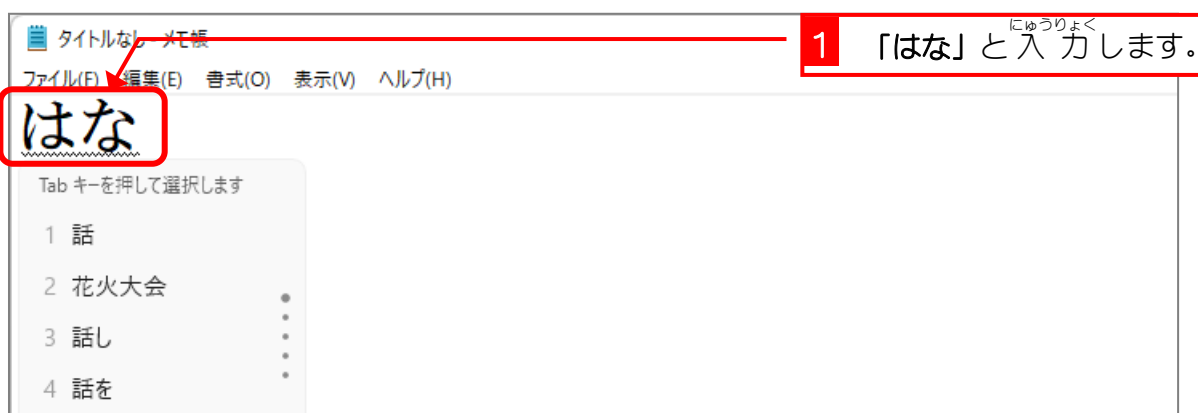 タイトルなし - メモ帳
1 「はな」と入力します。
にゅうりょく
ファイル(F) 編集(E) 書式(O) 表示(V) ヘルプ(H)
はな
Tab キーを押して選択します
1 話
2 花火大会
3 話し
4 話を